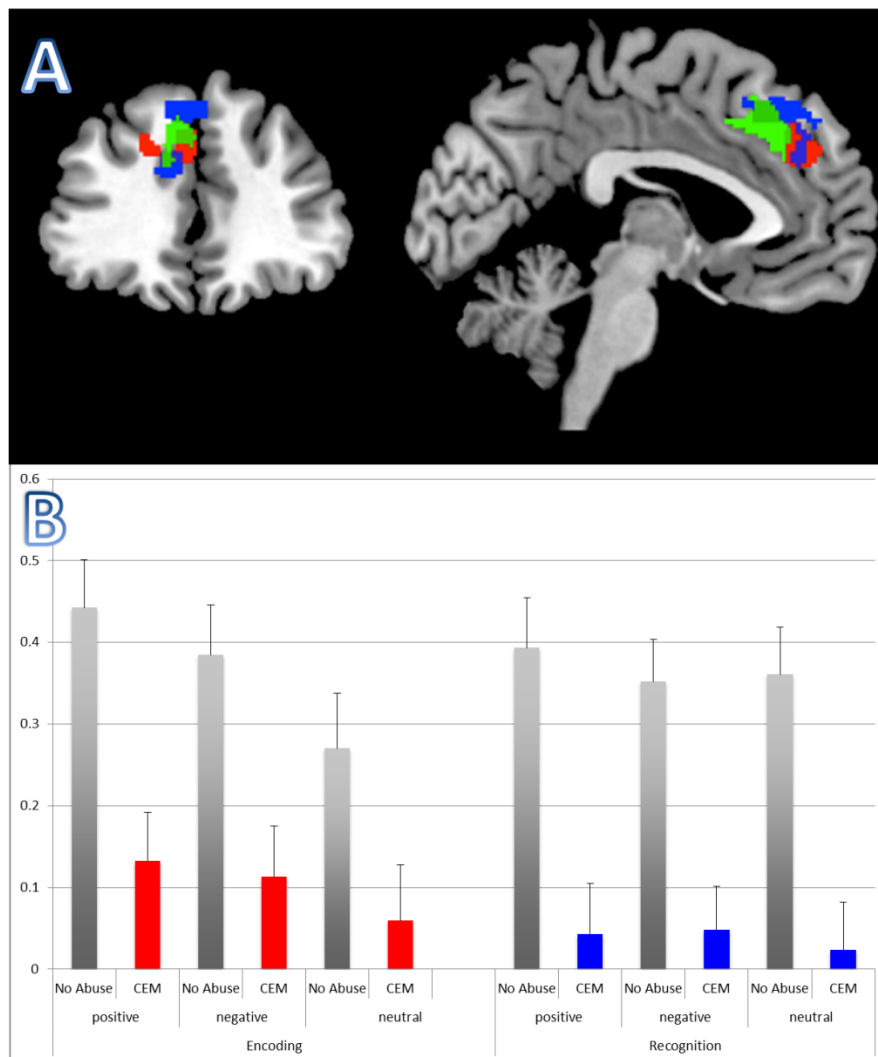 A
0.6
B
0.5
0.4
0.3
0.2
0.1
0
No Abuse CEM No Abuse CEM No Abuse CEM No Abuse CEM No Abuse CEM No Abuse CEM
positive negative neutral positive negative neutral
Encoding Recognition